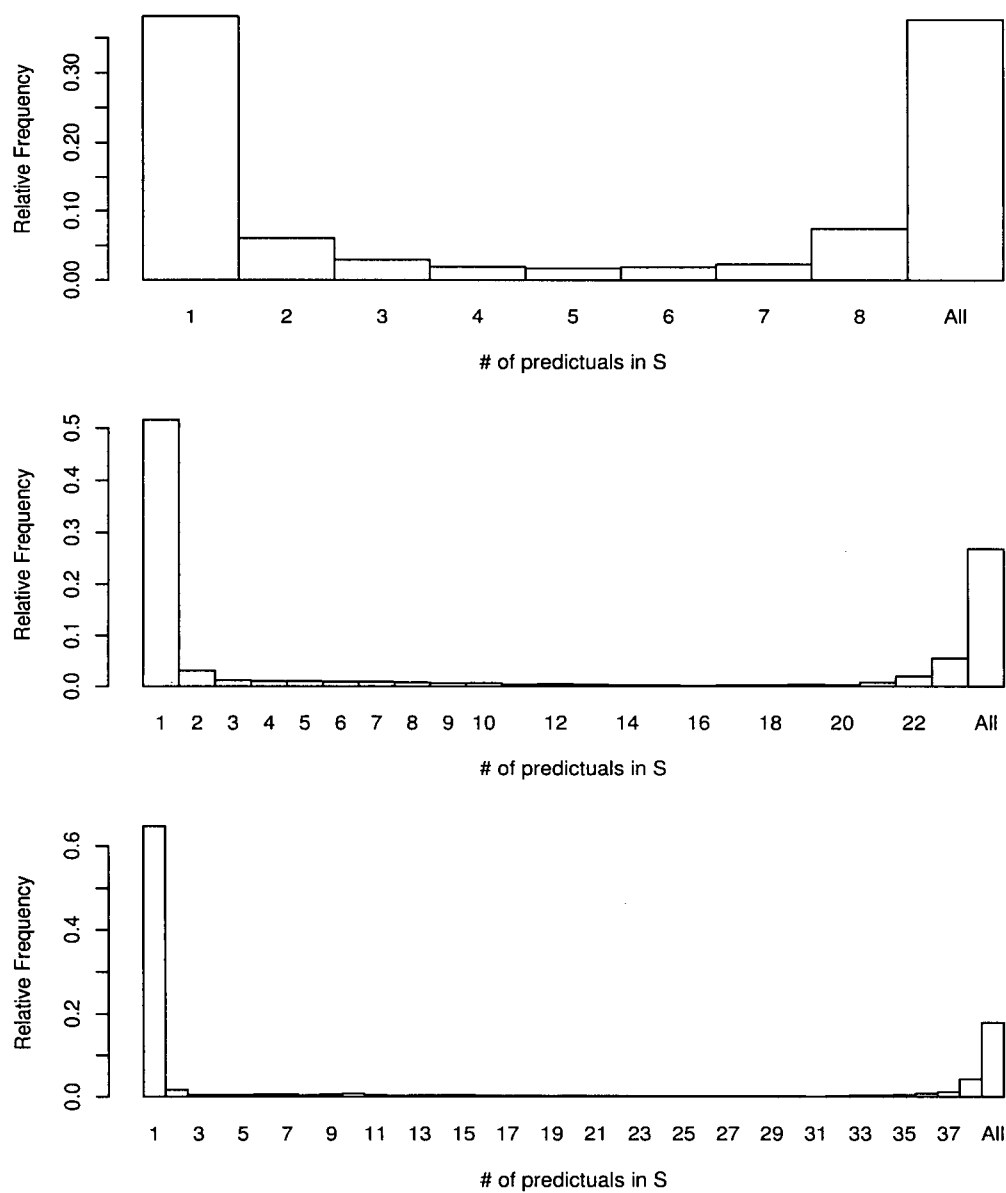 Relative Frequency
0.30
0.20
0.10
0.00
1 2 3 4 5 6 7 8 All
# of predictuals in S
Relative Frequency
0.5
0.4
0.3
0.2
0.1
0.0
1 2 3 4 5 6 7 8 9 10 12 14 16 18 20 22 All
# of predictuals in S
Relative Frequency
0.6
0.4
0.2
0.0
1 3 5 7 9 11 13 15 17 19 21 23 25 27 29 31 33 35 37 All
# of predictuals in S